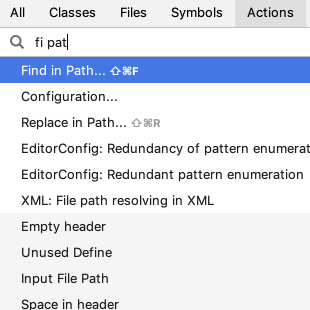 All Classes Files Symbols Actions
fi pat
Find in Path... ⇧⌘F
Configuration...
Replace in Path... ⇧⌘R
EditorConfig: Redundancy of pattern enumerat
EditorConfig: Redundant pattern enumeration
XML: File path resolving in XML
Empty header
Unused Define
Input File Path
Space in header